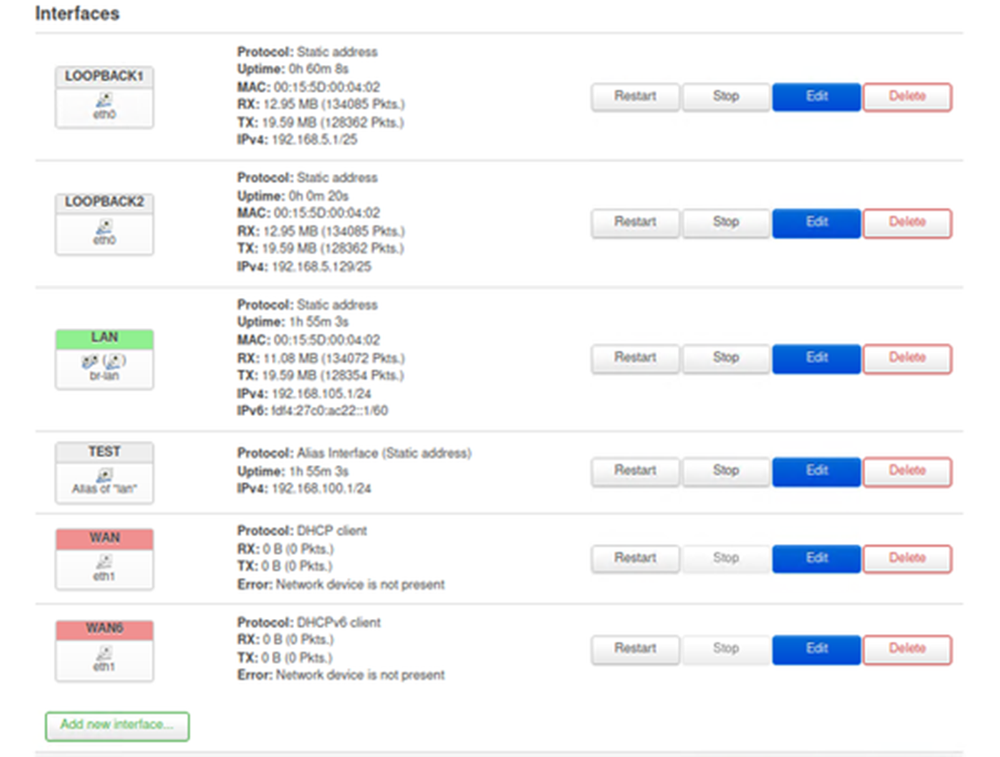 Interfaces
LOOPBACK1
eth0
Protocol: Static address
Uptime: 0h 60m 8s
MAC: 00:15:5D:00:04:02
RX: 12.95 MB (134085 Pkts.)
TX: 19.59 MB (128362 Pkts.)
IPv4: 192.168.5.1/25
Restart Stop Edit Delete
LOOPBACK2
eth0
Protocol: Static address
Uptime: 0h 0m 20s
MAC: 00:15:5D:00:04:02
RX: 12.95 MB (134085 Pkts.)
TX: 19.59 MB (128362 Pkts.)
IPv4: 192.168.5.129/25
Restart Stop Edit Delete
LAN
br-lan
Protocol: Static address
Uptime: 1h 55m 3s
MAC: 00:15:5D:00:04:02
RX: 11.08 MB (134072 Pkts.)
TX: 19.59 MB (128354 Pkts.)
IPv4: 192.168.105.1/24
IPv6: fdf4:27c0:ac22::1/60
Restart Stop Edit Delete
TEST
Alias of "lan"
Protocol: Alias Interface (Static address)
Uptime: 1h 55m 3s
IPv4: 192.168.100.1/24
Restart Stop Edit Delete
WAN
eth1
Protocol: DHCP client
RX: 0 B (0 Pkts.)
TX: 0 B (0 Pkts.)
Error: Network device is not present
Restart Stop Edit Delete
WAN6
eth1
Protocol: DHCPv6 client
RX: 0 B (0 Pkts.)
TX: 0 B (0 Pkts.)
Error: Network device is not present
Restart Stop Edit Delete
Add new interface...